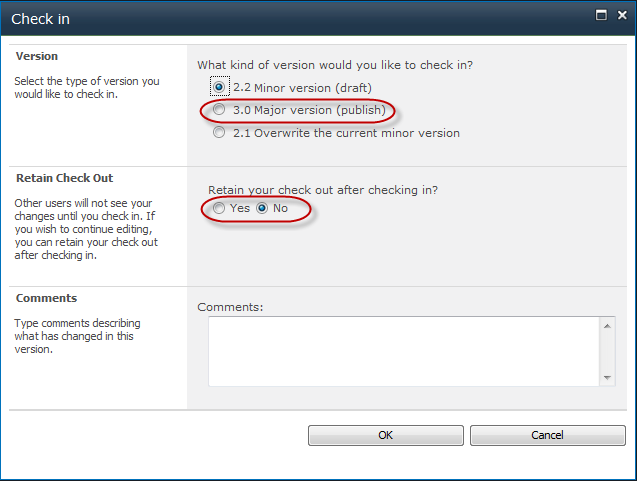 Check in
Version
Select the type of version you
would like to check in.
What kind of version would you like to check in?
2.2 Minor version (draft)
3.0 Major version (publish)
2.1 Overwrite the current minor version
Retain Check Out
Other users will not see your
changes until you check in. If
you wish to continue editing,
you can retain your check out
after checking in.
Retain your check out after checking in?
Yes No
Comments
Type comments describing
what has changed in this
version.
Comments:
OK Cancel